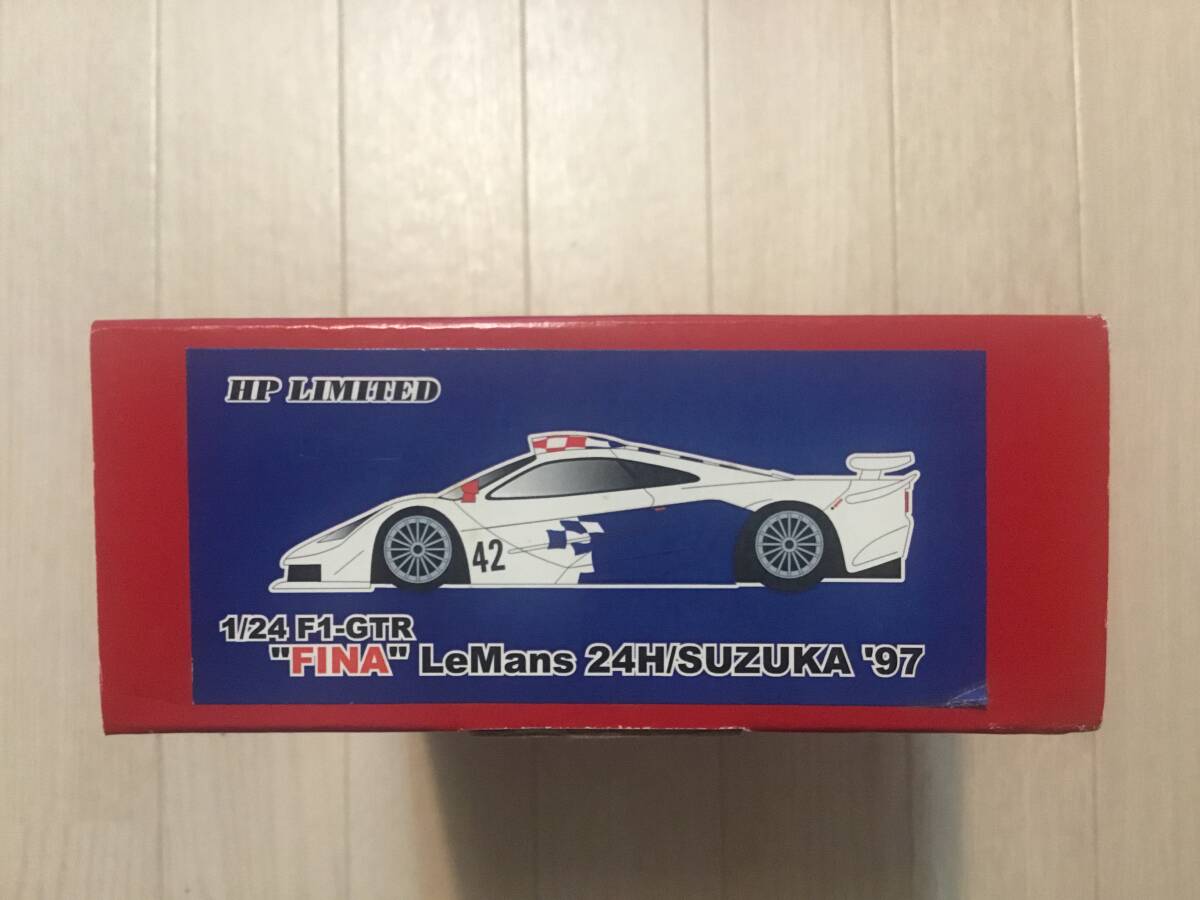 HP LIMITED
42
1/24 F1-GTR
"FINA" LeMans 24H/SUZUKA '97